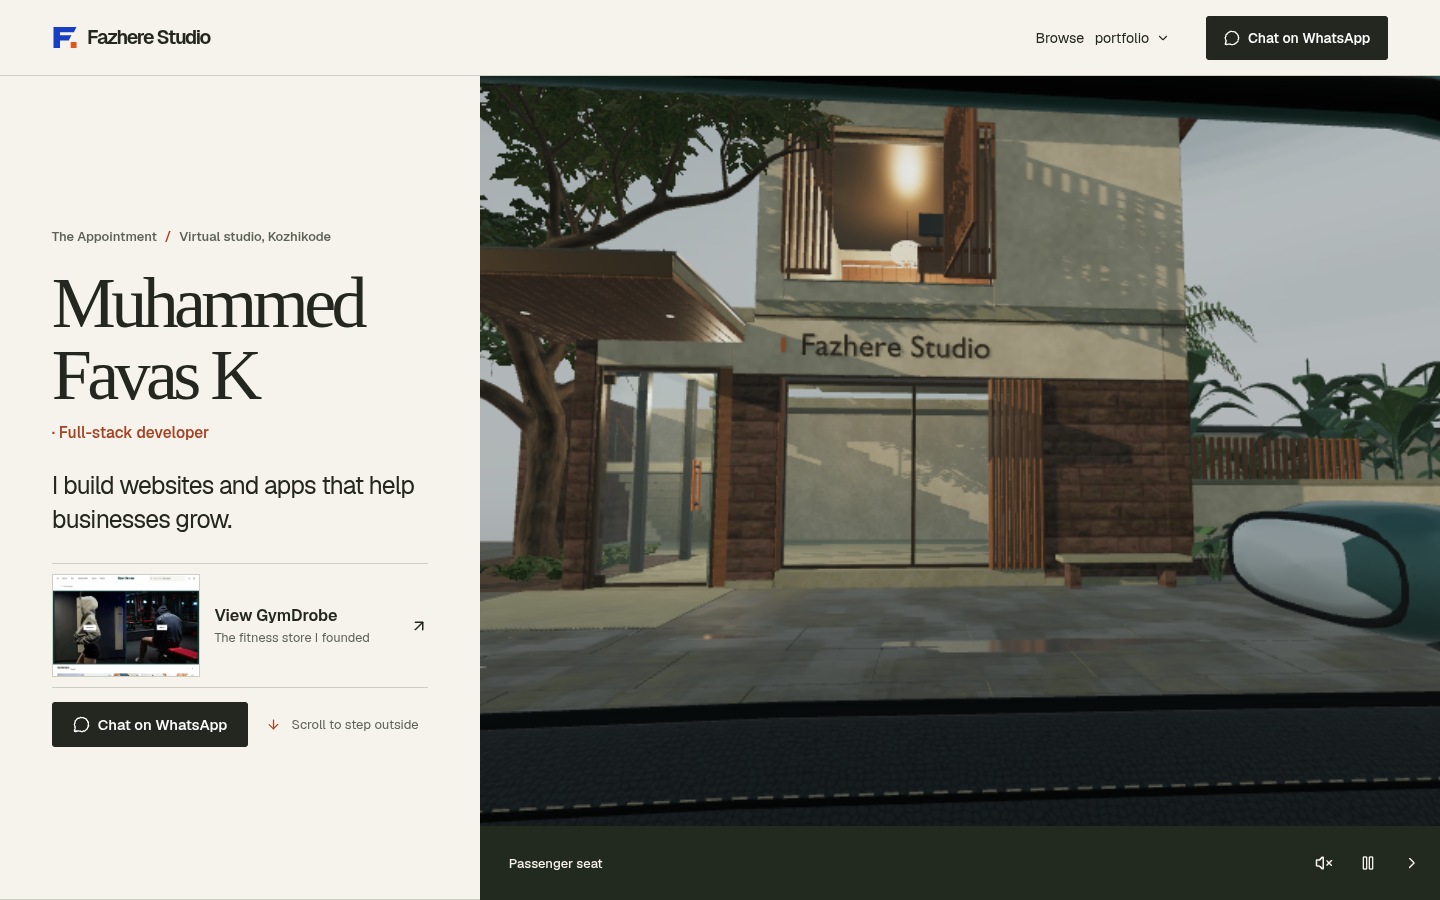 Fazhere Studio
Browse portfolio
Chat on WhatsApp
The Appointment / Virtual studio, Kozhikode
Muhammed
Favas K
· Full-stack developer
I build websites and apps that help
businesses grow.
View GymDrobe
The fitness store I founded
Chat on WhatsApp
Scroll to step outside
Fazhere Studio
Passenger seat